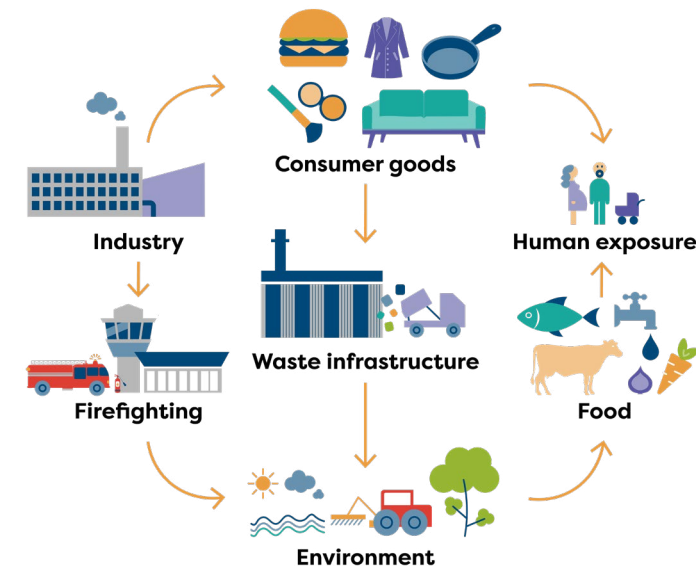 Consumer goods
Industry
Human exposure
Waste infrastructure
Firefighting
Food
Environment